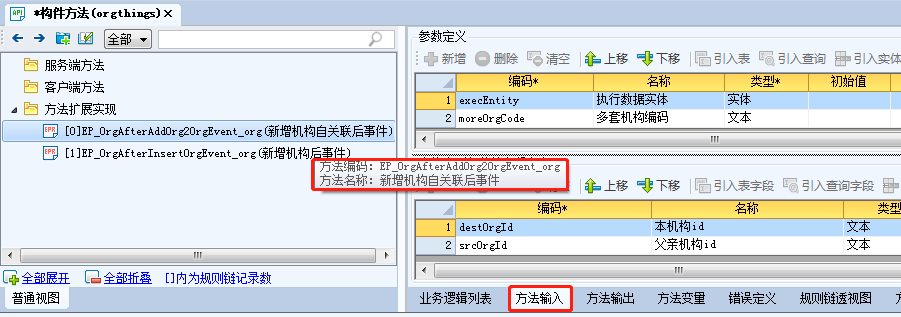 *构件方法(orgthings)
全部
服务端方法
客户端方法
方法扩展实现
[0]EP_OrgAfterAddOrg2OrgEvent_org(新增机构自关联后事件)
[1]EP_OrgAfterInsertOrgEvent_org(新增机构后事件)
方法编码: EP_OrgAfterAddOrg2OrgEvent_org
方法名称: 新增机构自关联后事件
全部展开 全部折叠 []内为规则链记录数
普通视图
参数定义
新增 删除 清空 上移 下移 引入表 引入查询 引入实体
编码* 名称 类型* 初始值
1 execEntity 执行数据实体 实体
2 moreOrgCode 多套机构编码 文本
上移 下移 引入表字段 引入查询字段
编码* 名称 类型
1 destOrgId 本机构id 文本
2 srcOrgId 父亲机构id 文本
业务逻辑列表 方法输入 方法输出 方法变量 错误定义 规则链透视图